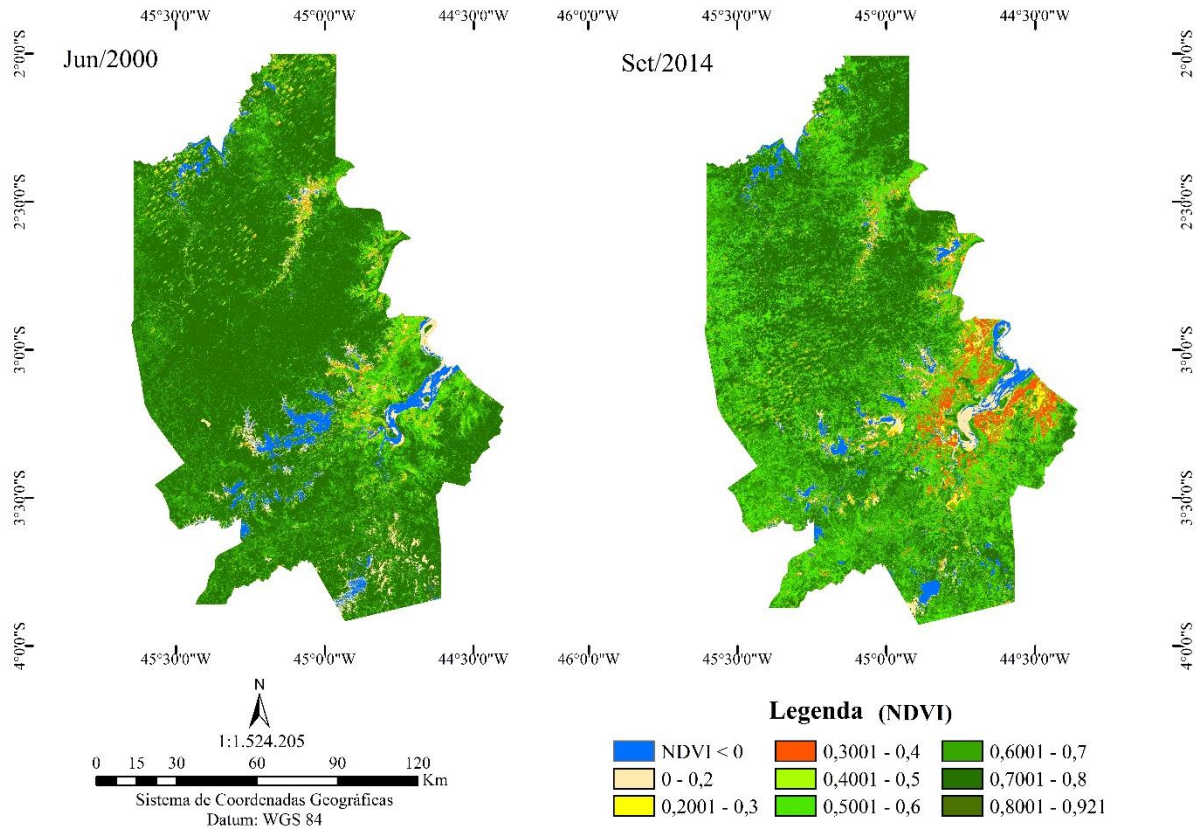 45°30'0"W 45°0'0"W 44°30'0"W 46°0'0"W 45°30'0"W 45°0'0"W 44°30'0"W
2°0'0"S Jun/2000 Set/2014 2°0'0"S
2°30'0"S 2°30'0"S
3°0'0"S 3°0'0"S
3°30'0"S 3°30'0"S
4°0'0"S 4°0'0"S
45°30'0"W 45°0'0"W 44°30'0"W 46°0'0"W 45°30'0"W 45°0'0"W 44°30'0"W
N
1:1.524.205
0 15 30 60 90 120
Km
Sistema de Coordenadas Geográficas
Datum: WGS 84
Legenda (NDVI)
NDVI < 0 0,3001 - 0,4 0,6001 - 0,7
0 - 0,2 0,4001 - 0,5 0,7001 - 0,8
0,2001 - 0,3 0,5001 - 0,6 0,8001 - 0,921